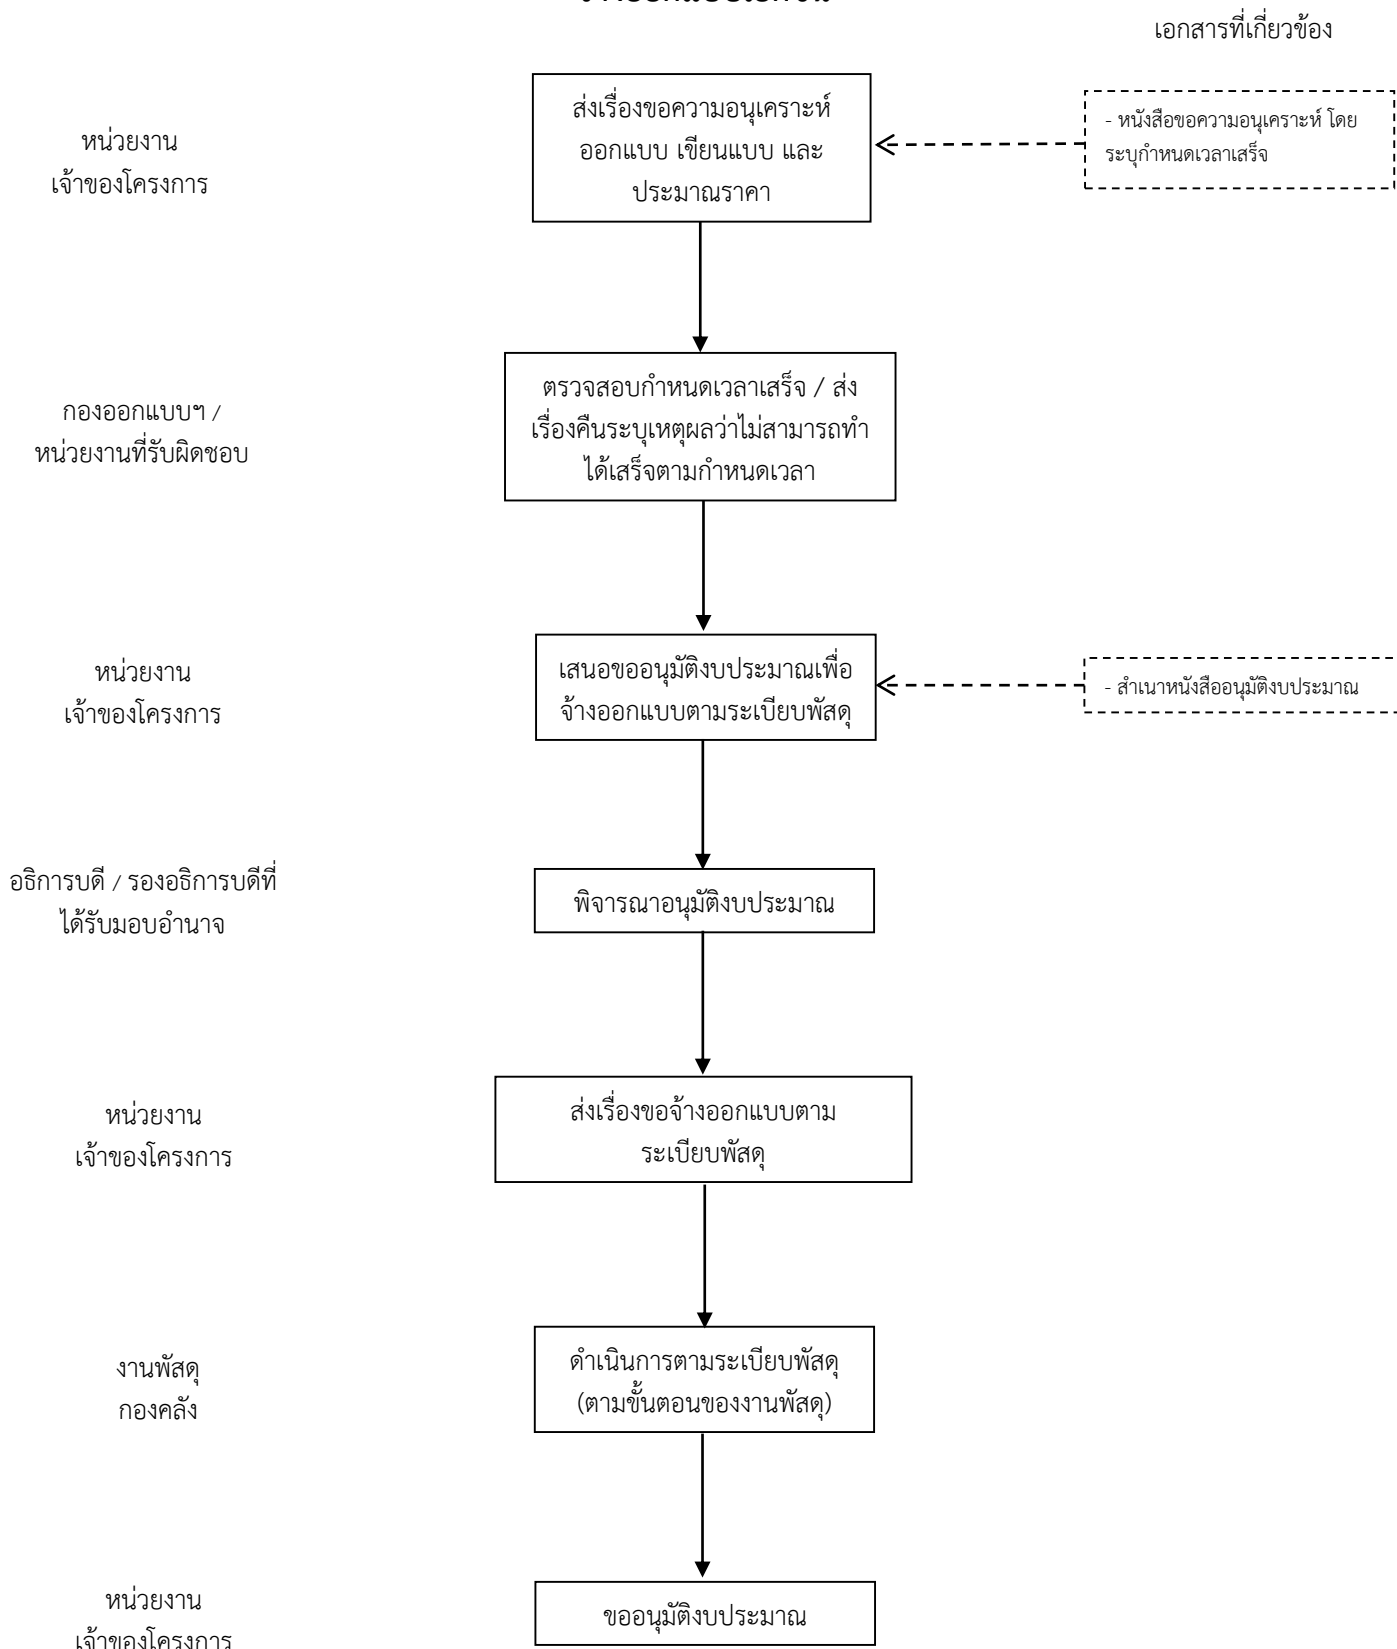 เอกสารที่เกี่ยวข้อง
หน่วยงาน
เจ้าของโครงการ
ส่งเรื่องขอความอนุเคราะห์
ออกแบบ เขียนแบบ และ
ประมาณราคา
- หนังสือขอความอนุเคราะห์ โดย
ระบุกำหนดเวลาเสร็จ
กองออกแบบฯ /
หน่วยงานที่รับผิดชอบ
ตรวจสอบกำหนดเวลาเสร็จ / ส่ง
เรื่องคืนระบุเหตุผลว่าไม่สามารถทำ
ได้เสร็จตามกำหนดเวลา
หน่วยงาน
เจ้าของโครงการ
เสนอขออนุมัติงบประมาณเพื่อ
จ้างออกแบบตามระเบียบพัสดุ
- สำเนาหนังสืออนุมัติงบประมาณ
อธิการบดี / รองอธิการบดีที่
ได้รับมอบอำนาจ
พิจารณาอนุมัติงบประมาณ
หน่วยงาน
เจ้าของโครงการ
ส่งเรื่องขอจ้างออกแบบตาม
ระเบียบพัสดุ
งานพัสดุ
กองคลัง
ดำเนินการตามระเบียบพัสดุ
(ตามขั้นตอนของงานพัสดุ)
หน่วยงาน
เจ้าของโครงการ
ขออนุมัติงบประมาณ